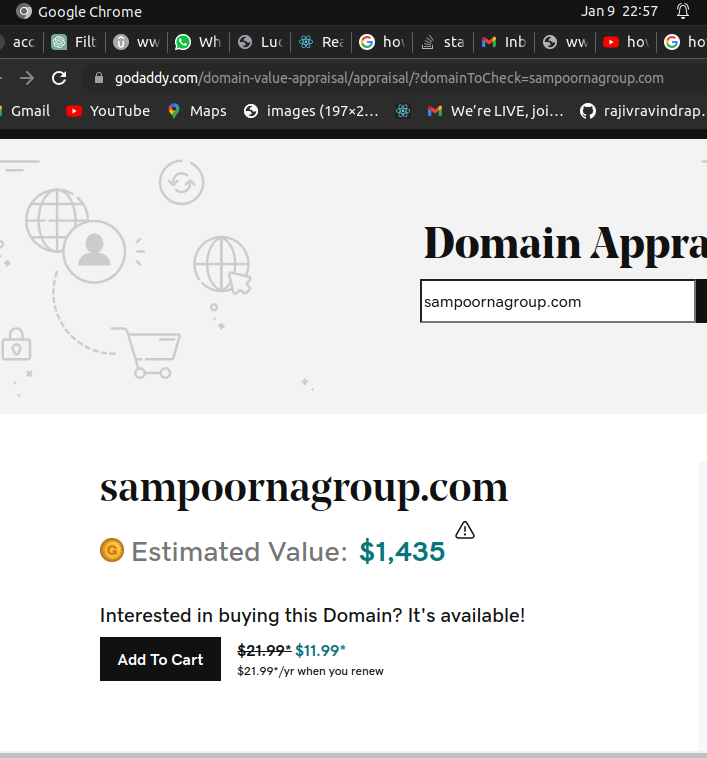 Google Chrome
Jan 9 22:57
acc
Filt
ww
Wh
Luc
Rea
hov
sta
Inb
ww
hov
ho
godaddy.com/domain-value-appraisal/appraisal/?domainToCheck=sampoornagroup.com
Gmail
YouTube
Maps
images (197×2...
We're LIVE, joi...
rajivravindrap.
Domain Appra
sampoornagroup.com
sampoornagroup.com
G Estimated Value: $1,435
Interested in buying this Domain? It's available!
Add To Cart
$21.99* $11.99*
$21.99*/yr when you renew